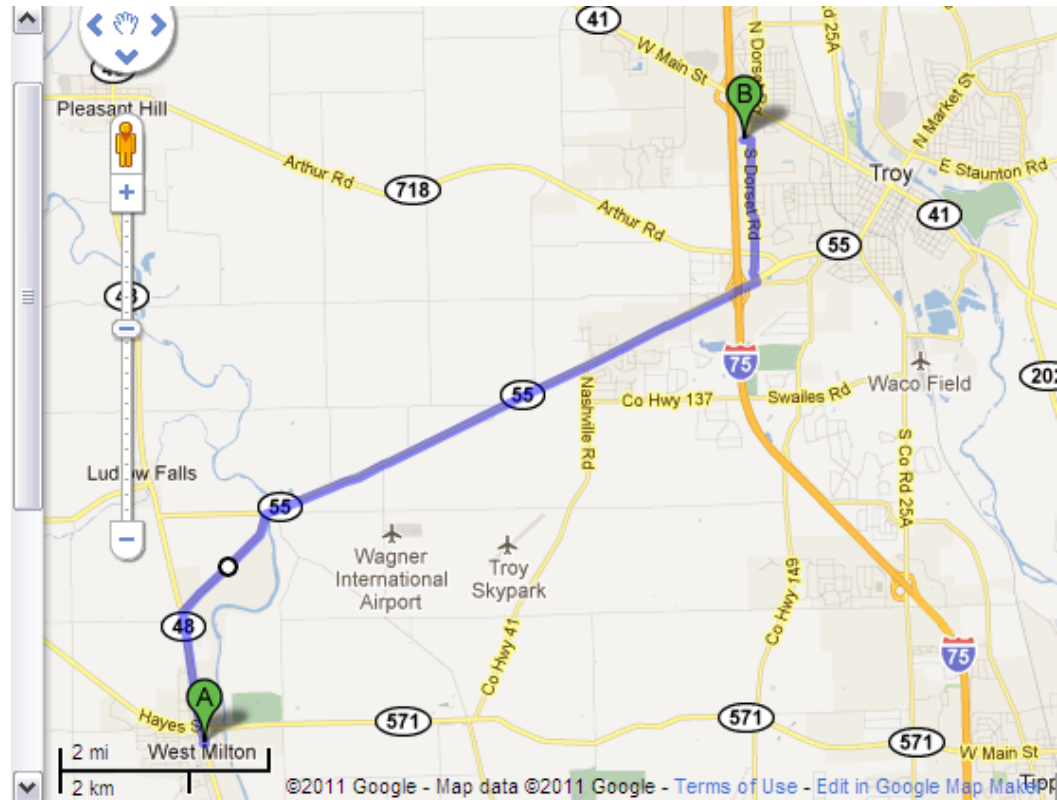 41
W Main St
N Dorset Rd
Rd 25A
Pleasant Hill
B
N Market St
Arthur Rd
718
S Dorset Rd
Troy
E Staunton Rd
41
Arthur Rd
55
48
75
Waco Field
202
55
Nashville Rd
Co Hwy 137
Swailes Rd
Ludlow Falls
S Co Rd 25A
55
Wagner
International
Airport
Troy
Skypark
Co Hwy 149
48
Co Hwy 41
75
A
Hayes S
571
571
571
2 mi
West Milton
W Main St
2 km
©2011 Google - Map data ©2011 Google - Terms of Use - Edit in Google Map Maker